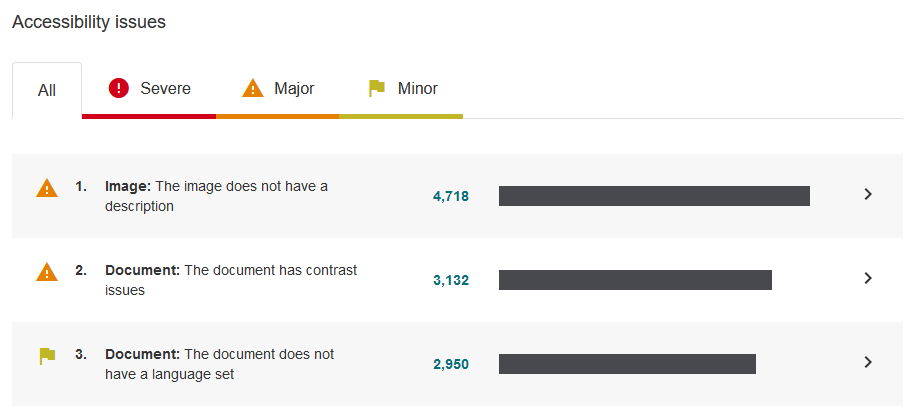 Accessibility issues
All Severe Major Minor
1. Image: The image does not have a
description
4,718
2. Document: The document has contrast
issues
3,132
3. Document: The document does not
have a language set
2,950